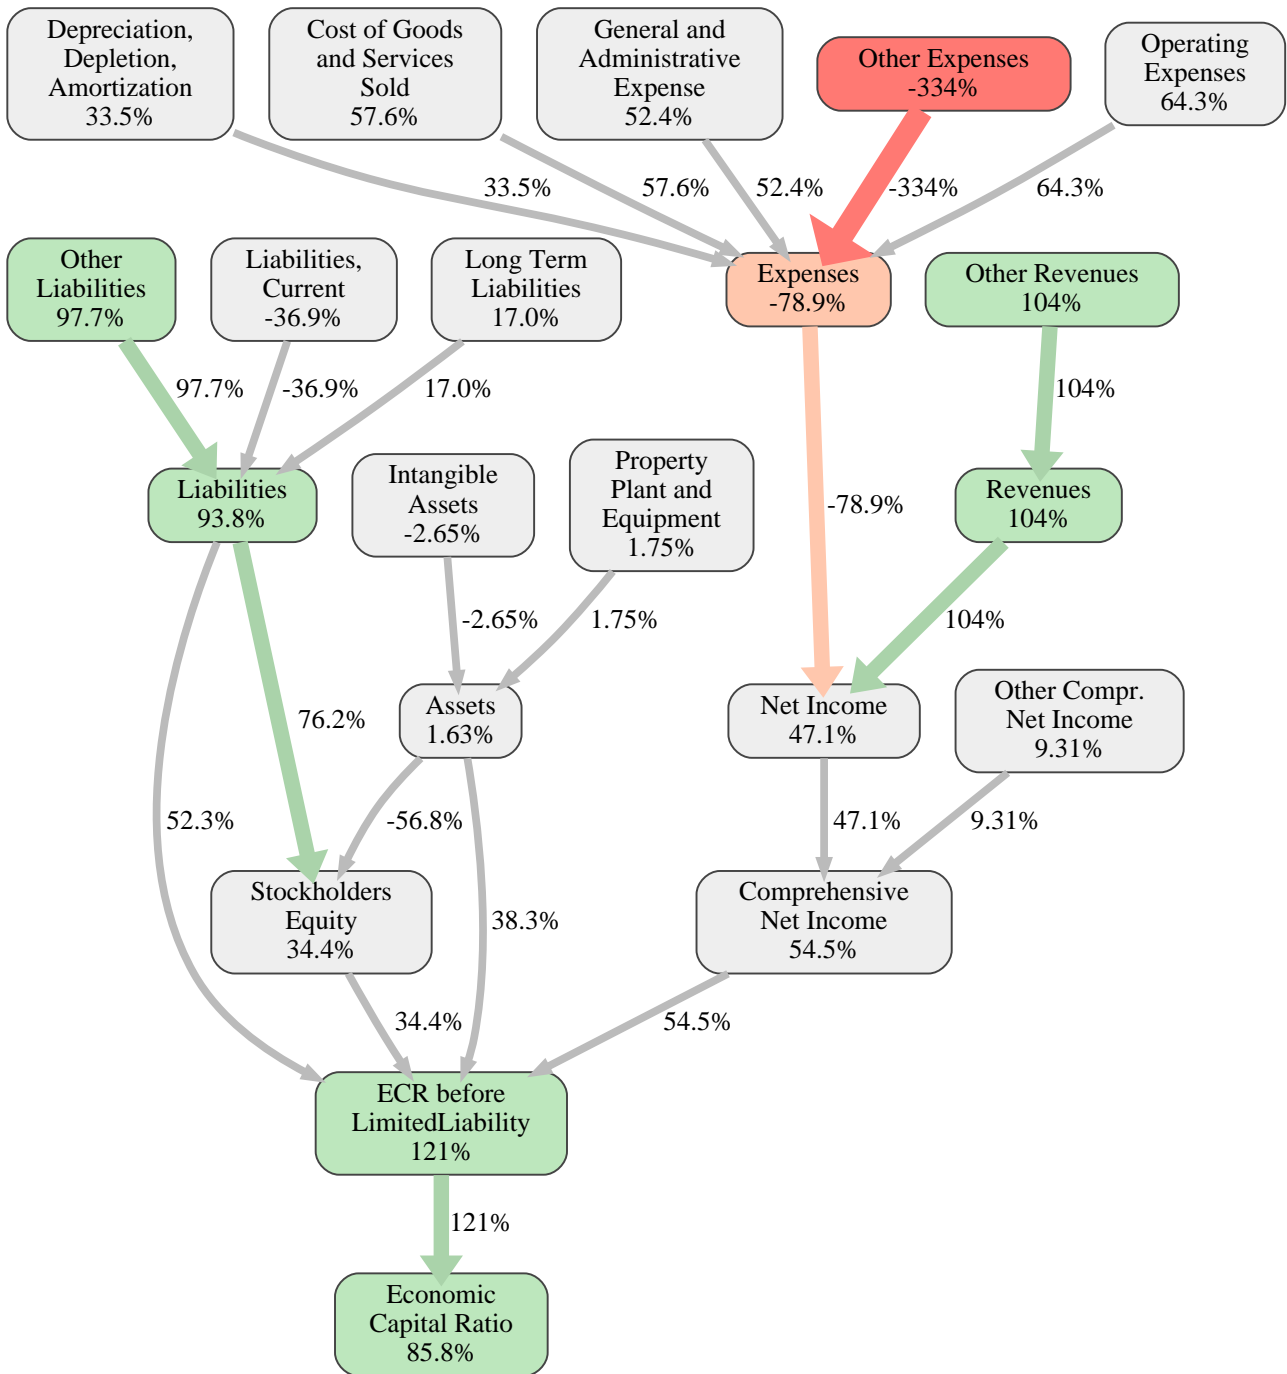 Depreciation,
Depletion,
Amortization
33.5%
Cost of Goods
and Services
Sold
57.6%
General and
Administrative
Expense
52.4%
Other Expenses
-334%
Operating
Expenses
64.3%
33.5%
57.6%
52.4%
-334%
64.3%
Other
Liabilities
97.7%
Liabilities,
Current
-36.9%
Long Term
Liabilities
17.0%
Expenses
-78.9%
Other Revenues
104%
97.7%
-36.9%
17.0%
104%
Liabilities
93.8%
Intangible
Assets
-2.65%
Property
Plant and
Equipment
1.75%
-78.9%
Revenues
104%
-2.65%
1.75%
104%
76.2%
Assets
1.63%
Net Income
47.1%
Other Compr.
Net Income
9.31%
52.3%
-56.8%
47.1%
9.31%
Stockholders
Equity
34.4%
38.3%
Comprehensive
Net Income
54.5%
34.4%
54.5%
ECR before
LimitedLiability
121%
121%
Economic
Capital Ratio
85.8%